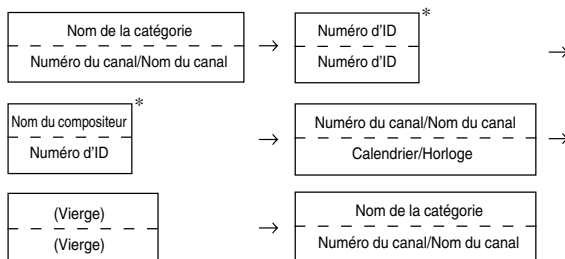 Nom de la catégorie
Numéro du canal/Nom du canal
→
Numéro d'ID
Numéro d'ID
*
→
Nom du compositeur
Numéro d'ID
*
→
Numéro du canal/Nom du canal
Calendrier/Horloge
→
(Vierge)
(Vierge)
→
Nom de la catégorie
Numéro du canal/Nom du canal